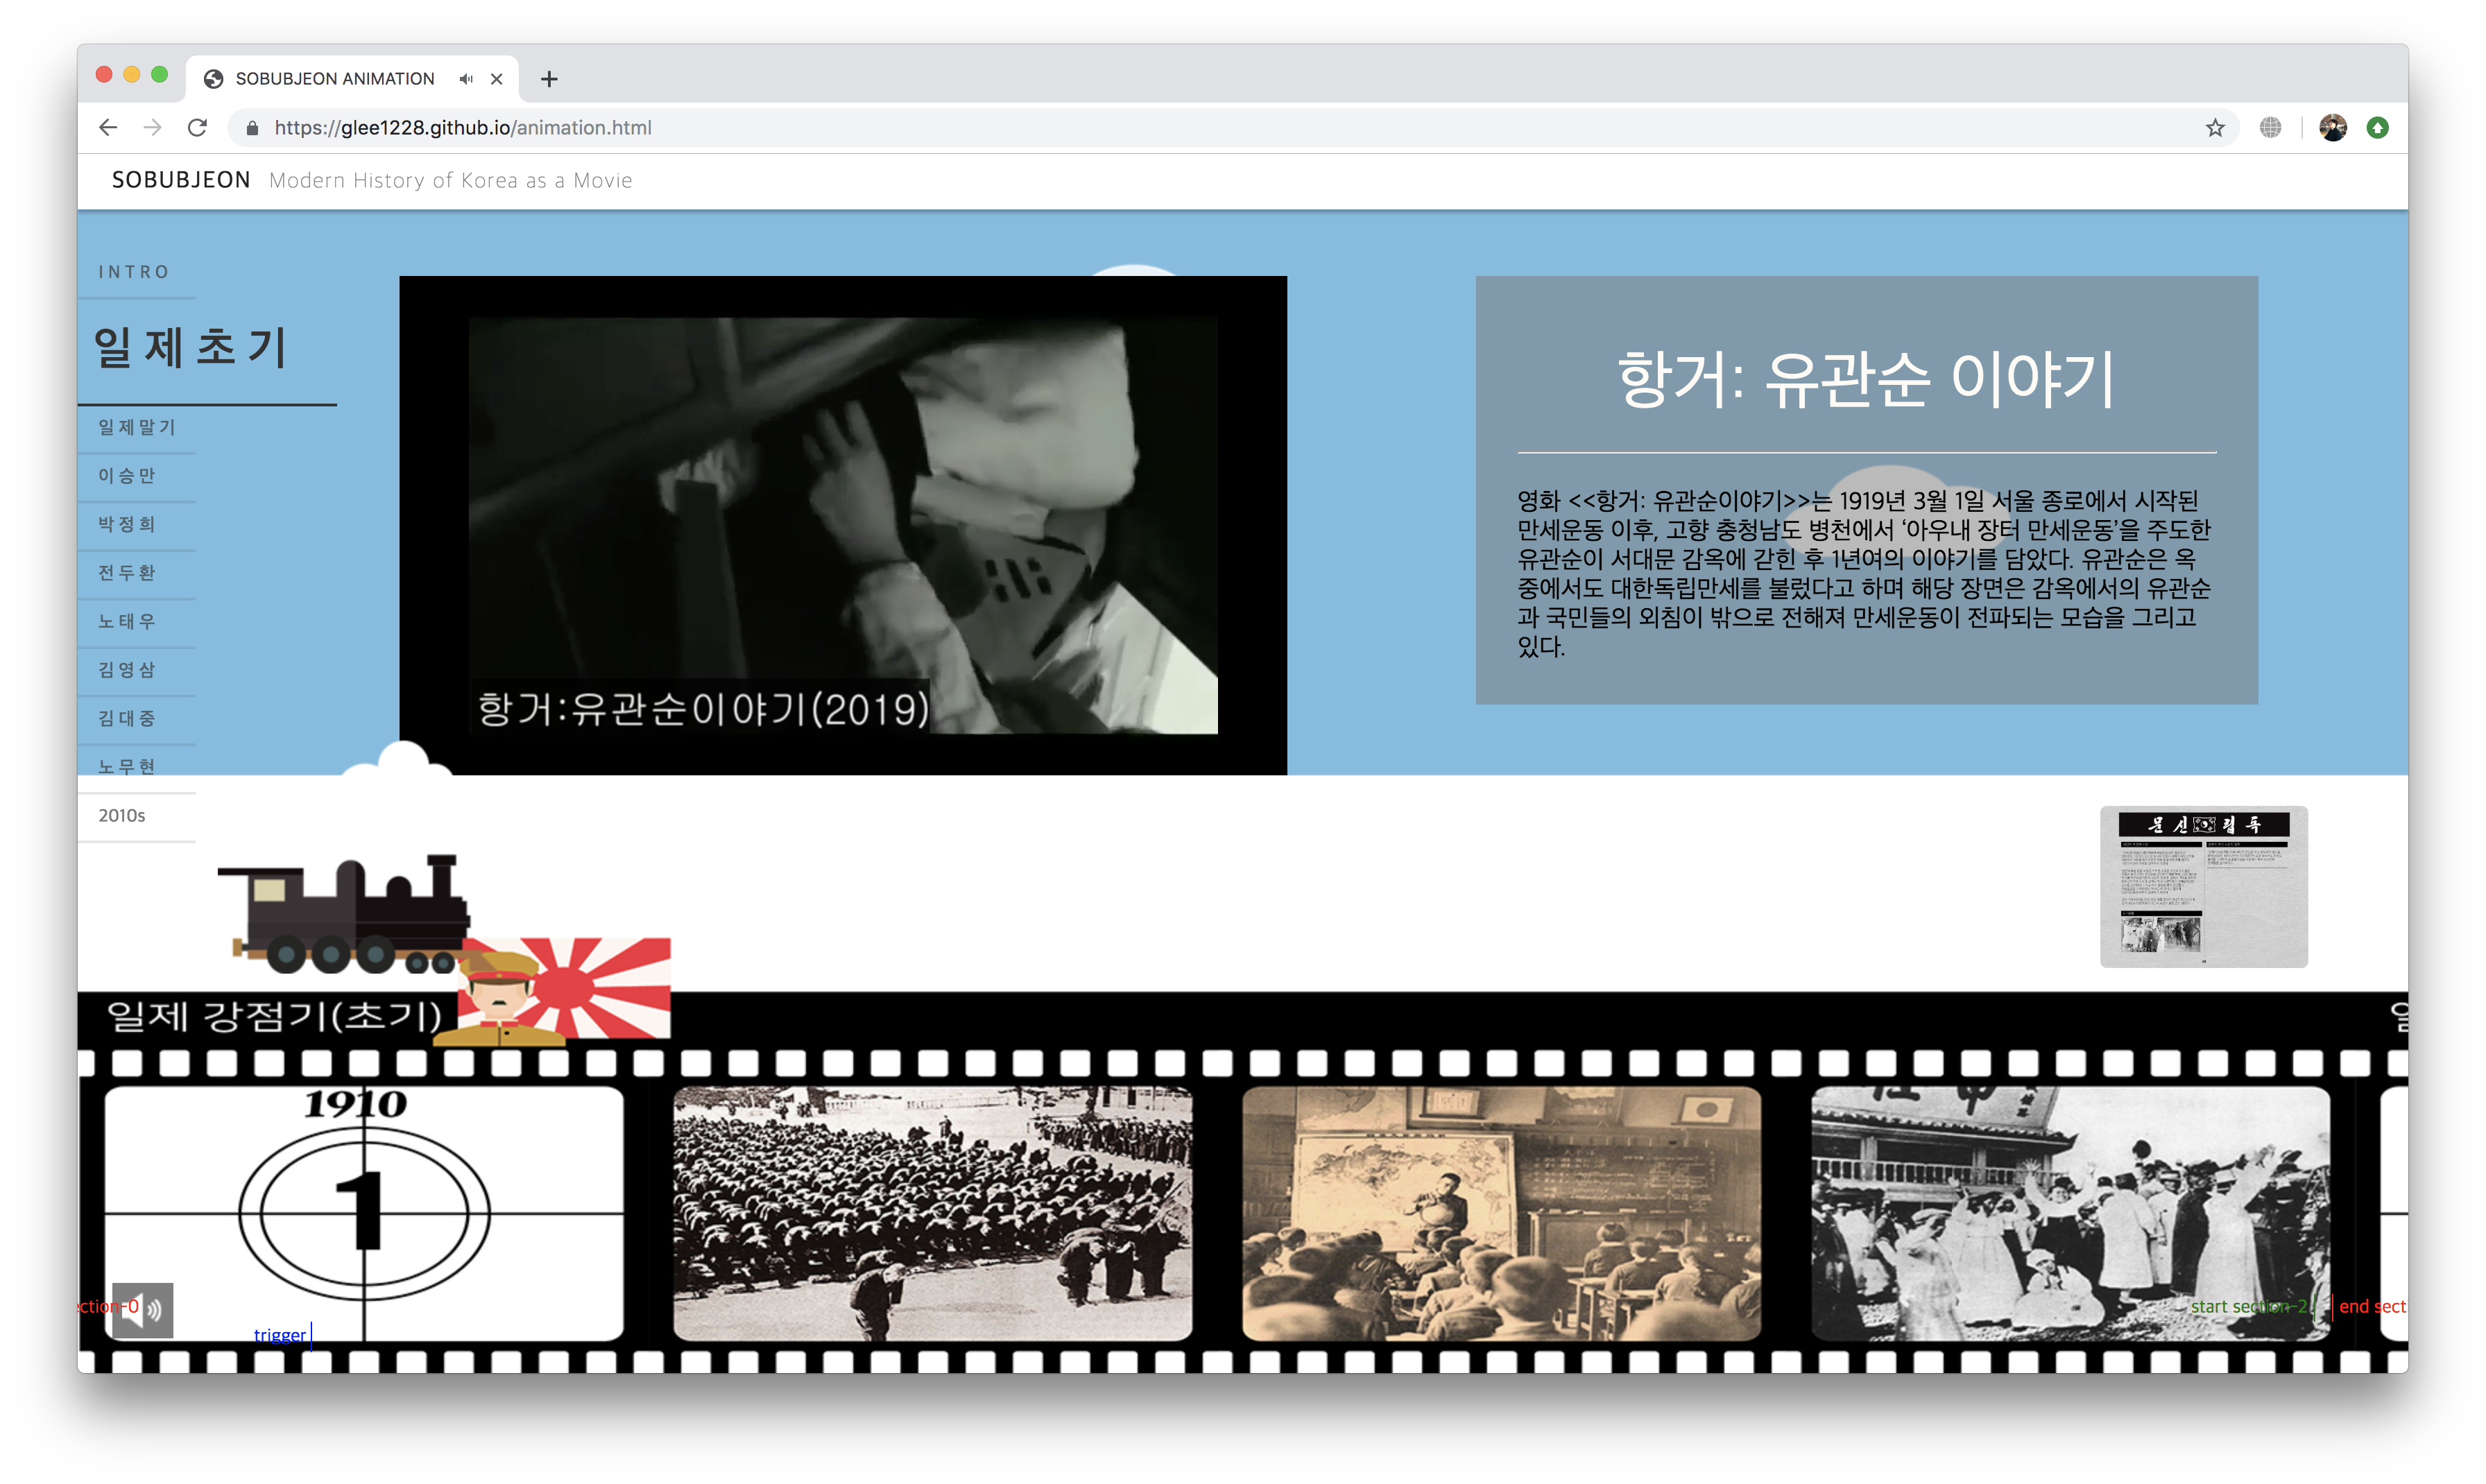 SOBUBJEON ANIMATION
https://glee1228.github.io/animation.html
SOBUBJEON Modern History of Korea as a Movie
INTRO
일제초기
일제말기
이승만
박정희
전두환
노태우
김영삼
김대중
노무현
2010s
항거:유관순이야기(2019)
항거: 유관순 이야기
영화 <<항거: 유관순이야기>>는 1919년 3월 1일 서울 종로에서 시작된
만세운동 이후, 고향 충청남도 병천에서 ‘아우내 장터 만세운동’을 주도한
유관순이 서대문 감옥에 갇힌 후 1년여의 이야기를 담았다. 유관순은 옥
중에서도 대한독립만세를 불렀다고 하며 해당 장면은 감옥에서의 유관순
과 국민들의 외침이 밖으로 전해져 만세운동이 전파되는 모습을 그리고
있다.
문신 립독
일제 강점기(초기)
1910
1
ction-0
trigger
start section-2
end sect